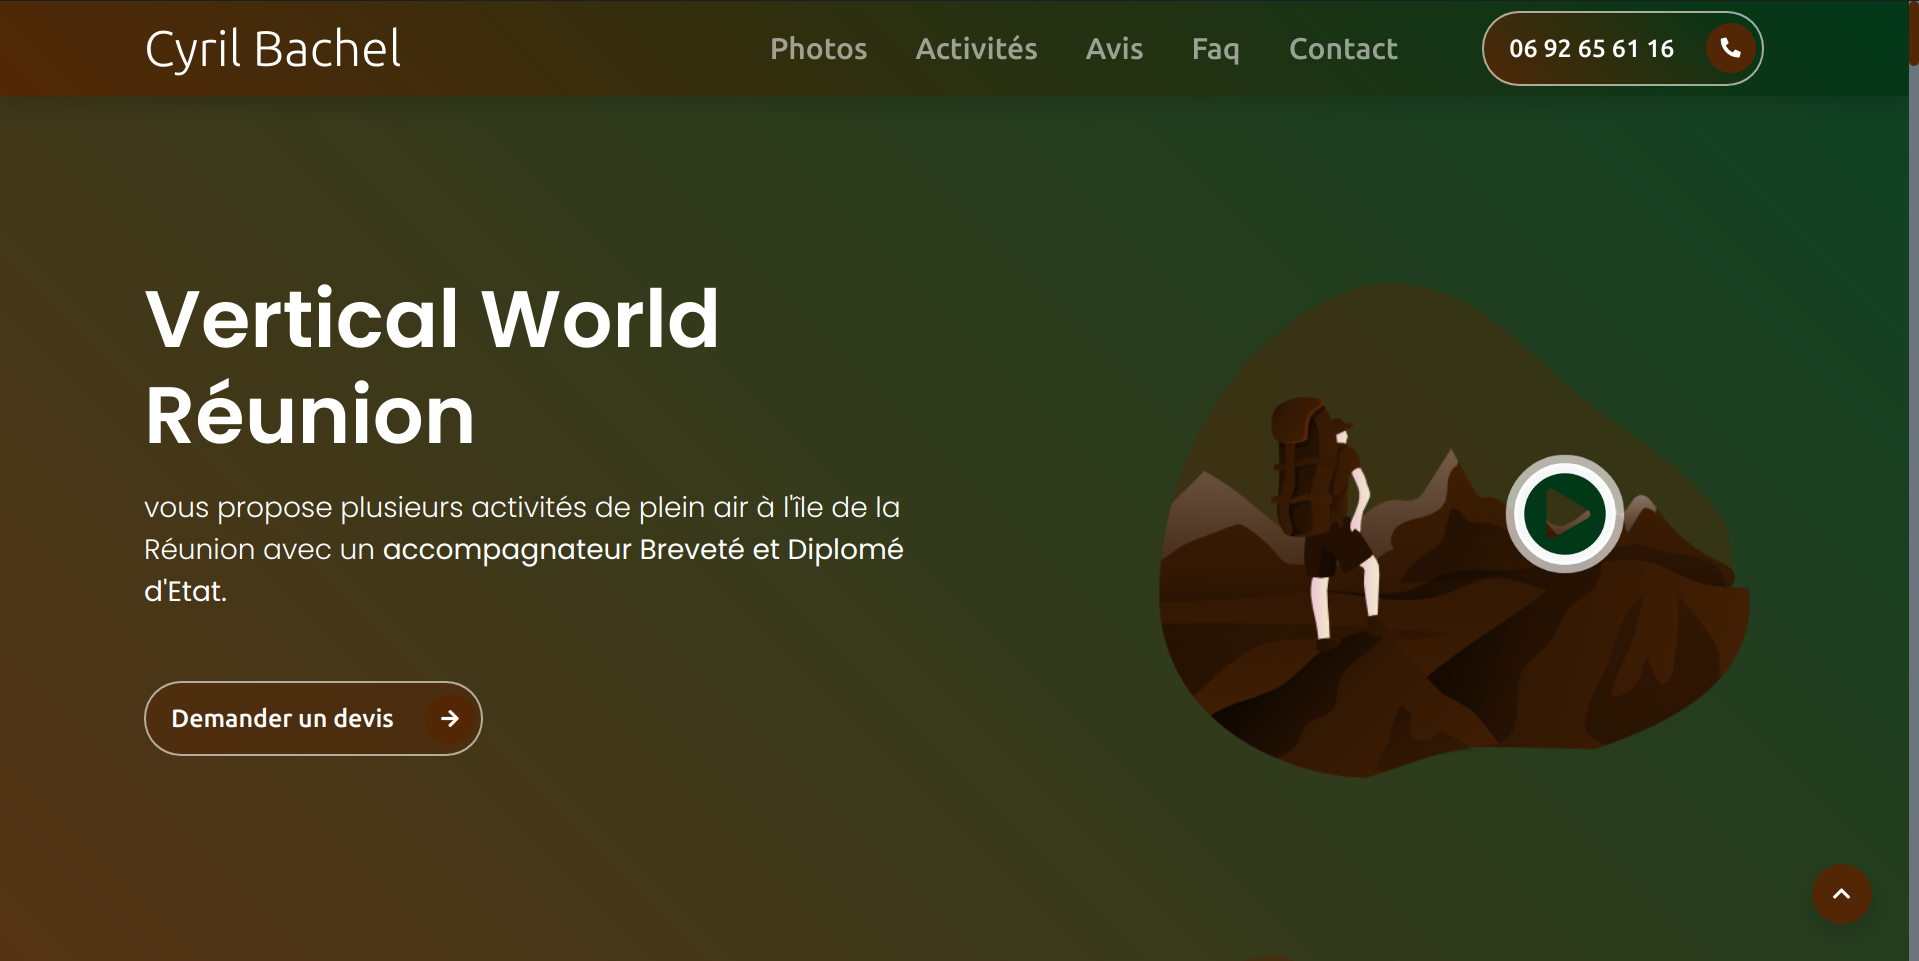 Cyril Bachel
Photos Activités Avis Faq Contact
06 92 65 61 16
Vertical World
Réunion
vous propose plusieurs activités de plein air à l'île de la
Réunion avec un accompagnateur Breveté et Diplomé
d'Etat.
Demander un devis